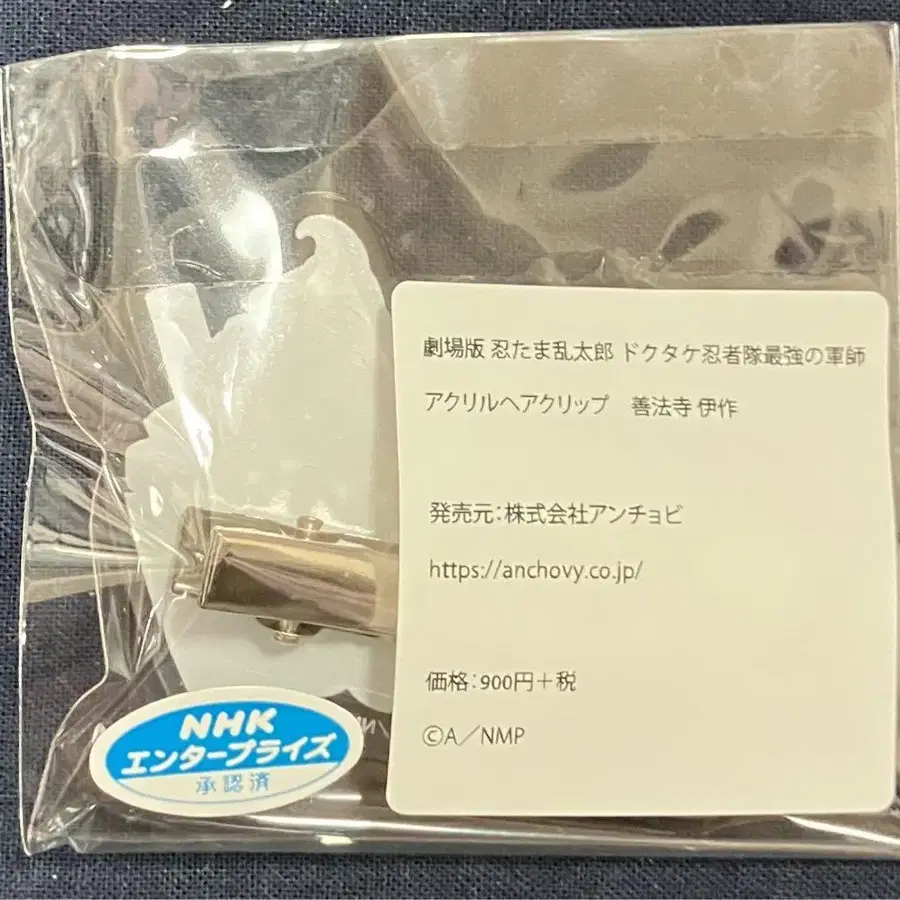 劇場版 忍たま乱太郎 ドクタケ忍者隊最強の軍師
アクリルヘアクリップ　善法寺 伊作
発売元:株式会社アンチョビ
https://anchovy.co.jp/
価格:900円+税
©A／NMP
NHK
エンタープライズ
承認済